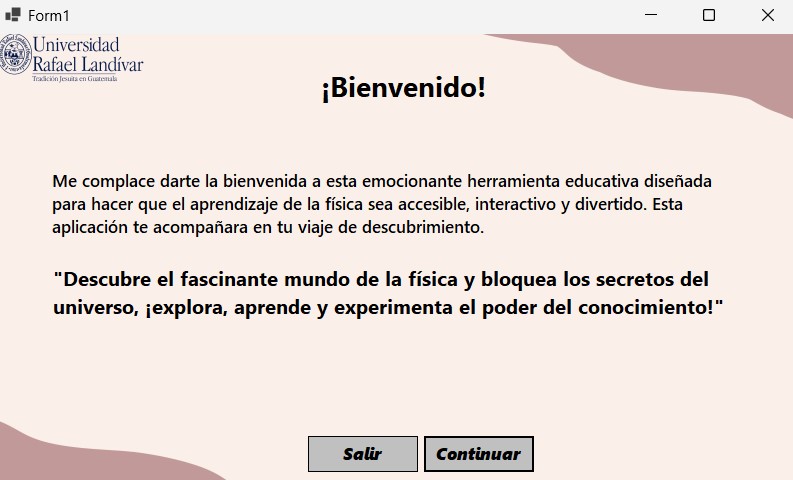 Form1
Universidad
Rafael Landívar
Tradición Jesuita en Guatemala
¡Bienvenido!
Me complace darte la bienvenida a esta emocionante herramienta educativa diseñada
para hacer que el aprendizaje de la física sea accesible, interactivo y divertido. Esta
aplicación te acompañara en tu viaje de descubrimiento.
"Descubre el fascinante mundo de la física y bloquea los secretos del
universo, ¡explora, aprende y experimenta el poder del conocimiento!"
Salir
Continuar